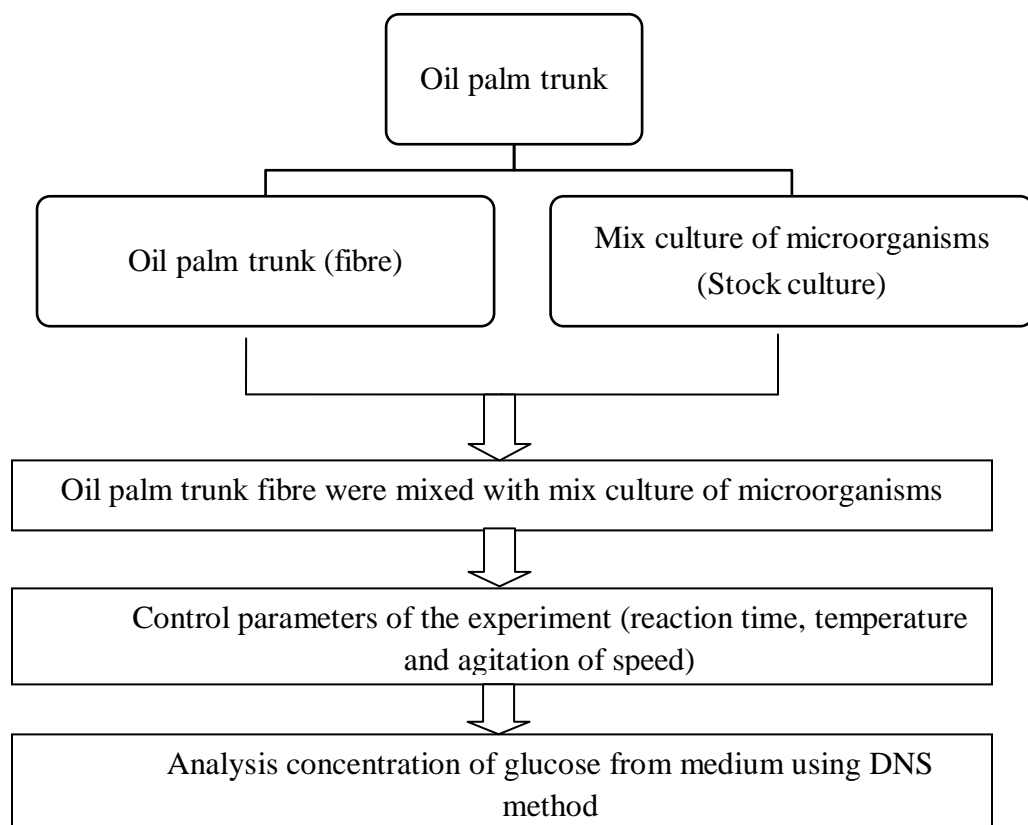 Oil palm trunk
Oil palm trunk (fibre)
Mix culture of microorganisms
(Stock culture)
Oil palm trunk fibre were mixed with mix culture of microorganisms
Control parameters of the experiment (reaction time, temperature
and agitation of speed)
Analysis concentration of glucose from medium using DNS
method